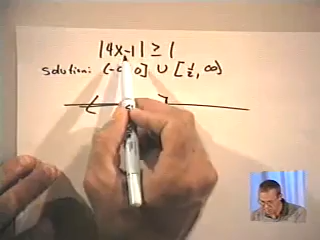 |4x-1| ≥ 1
solution: (-∞, 0] ∪ [½, ∞)